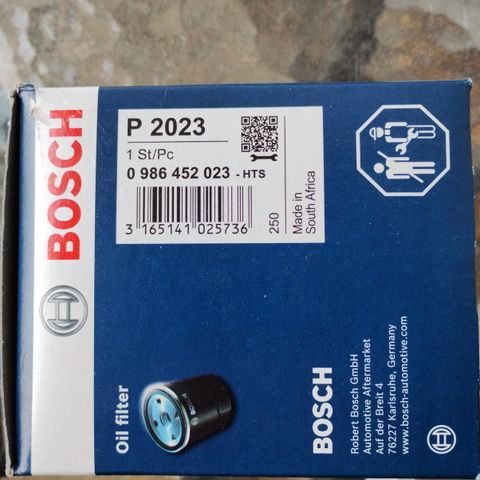 BOSCH
P 2023
1 St/Pc
0 986 452 023 - HTS
3 165141 025736
250
Made in
South Africa
Oil filter
BOSCH
BOSCH
Robert Bosch GmbH
Automotive Aftermarket
Auf der Breit 4
76227 Karlsruhe, Germany
www.bosch-automotive.com